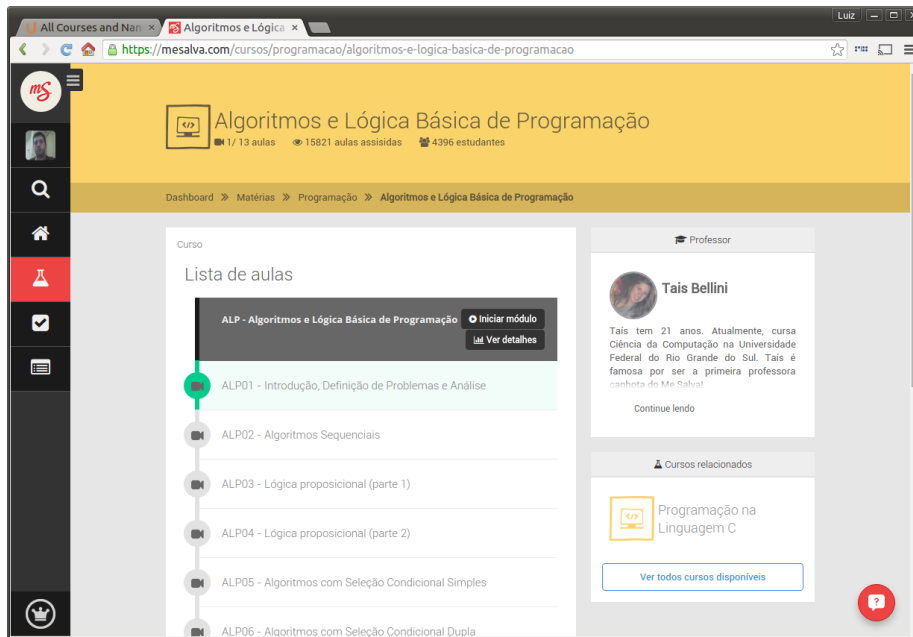 Luiz
All Courses and Nan
Algoritmos e Lógica
https://mesalva.com/cursos/programacao/algoritmos-e-logica-basica-de-programacao
mS
Algoritmos e Lógica Básica de Programação
1/ 13 aulas 15821 aulas assisidas 4396 estudantes
Dashboard » Matérias » Programação » Algoritmos e Lógica Básica de Programação
Curso
Lista de aulas
ALP - Algoritmos e Lógica Básica de Programação
Iniciar módulo
Ver detalhes
ALP01 - Introdução, Definição de Problemas e Análise
ALP02 - Algoritmos Sequenciais
ALP03 - Lógica proposicional (parte 1)
ALP04 - Lógica proposicional (parte 2)
ALP05 - Algoritmos com Seleção Condicional Simples
ALP06 - Algoritmos com Seleção Condicional Dupla
Professor
Tais Bellini
Taís tem 21 anos. Atualmente, cursa
Ciência da Computação na Universidade
Federal do Rio Grande do Sul. Taís é
famosa por ser a primeira professora
canhota do Me Salva!
Continue lendo
Cursos relacionados
Programação na
Linguagem C
Ver todos cursos disponíveis